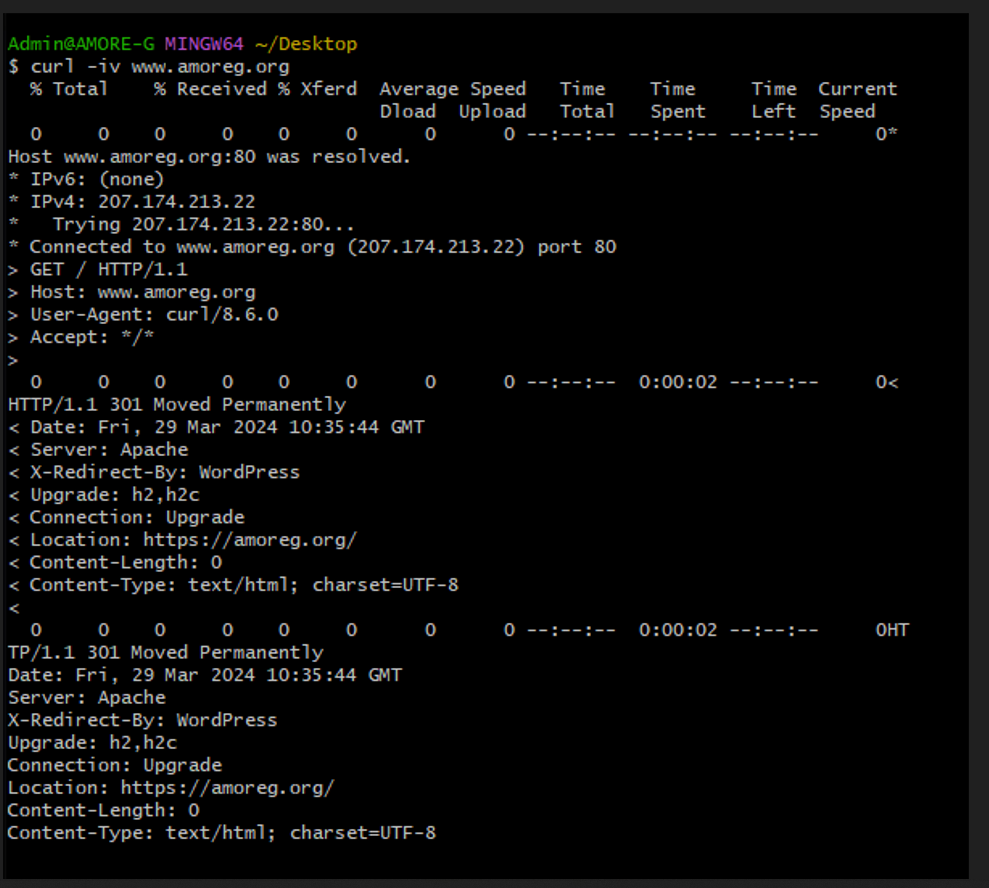 Admin@AMORE-G MINGW64 ~/Desktop
$ curl -iv www.amoreg.org
  % Total    % Received % Xferd  Average Speed   Time    Time     Time  Current
                                 Dload  Upload   Total   Spent    Left  Speed
  0     0    0     0    0     0      0      0 --:--:-- --:--:-- --:--:--     0*
Host www.amoreg.org:80 was resolved.
* IPv6: (none)
* IPv4: 207.174.213.22
*   Trying 207.174.213.22:80...
* Connected to www.amoreg.org (207.174.213.22) port 80
> GET / HTTP/1.1
> Host: www.amoreg.org
> User-Agent: curl/8.6.0
> Accept: */*
>
  0     0    0     0    0     0      0      0 --:--:--  0:00:02 --:--:--     0<
HTTP/1.1 301 Moved Permanently
< Date: Fri, 29 Mar 2024 10:35:44 GMT
< Server: Apache
< X-Redirect-By: WordPress
< Upgrade: h2,h2c
< Connection: Upgrade
< Location: https://amoreg.org/
< Content-Length: 0
< Content-Type: text/html; charset=UTF-8
<
  0     0    0     0    0     0      0      0 --:--:--  0:00:02 --:--:--     0HT
TP/1.1 301 Moved Permanently
Date: Fri, 29 Mar 2024 10:35:44 GMT
Server: Apache
X-Redirect-By: WordPress
Upgrade: h2,h2c
Connection: Upgrade
Location: https://amoreg.org/
Content-Length: 0
Content-Type: text/html; charset=UTF-8